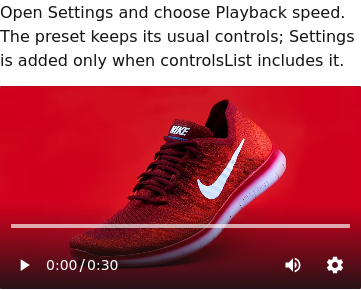 Open Settings and choose Playback speed.
The preset keeps its usual controls; Settings
is added only when controlsList includes it.
NIKE
0:00/0:30